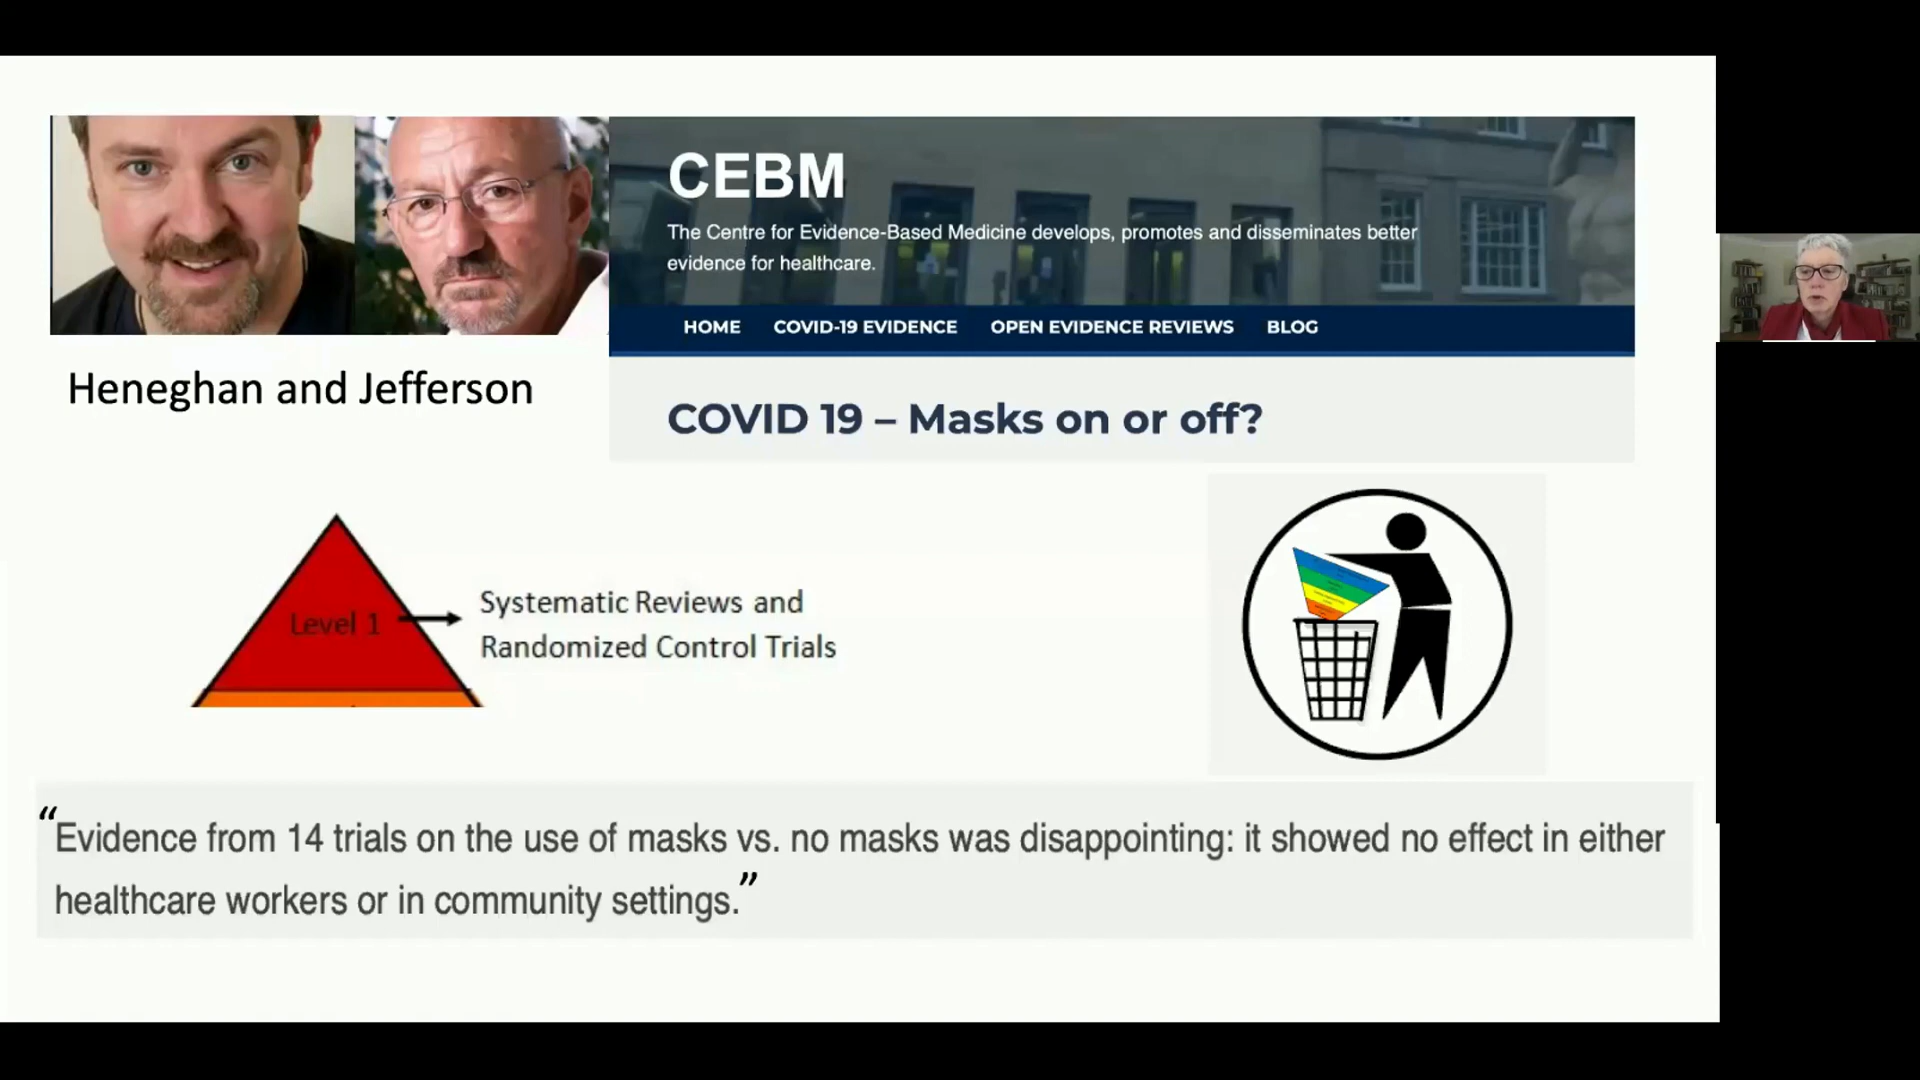 CEBM
The Centre for Evidence-Based Medicine develops, promotes and disseminates better
evidence for healthcare.
HOME COVID-19 EVIDENCE OPEN EVIDENCE REVIEWS BLOG
Heneghan and Jefferson
COVID 19 – Masks on or off?
Level 1
Systematic Reviews and
Randomized Control Trials
“Evidence from 14 trials on the use of masks vs. no masks was disappointing: it showed no effect in either
healthcare workers or in community settings.”